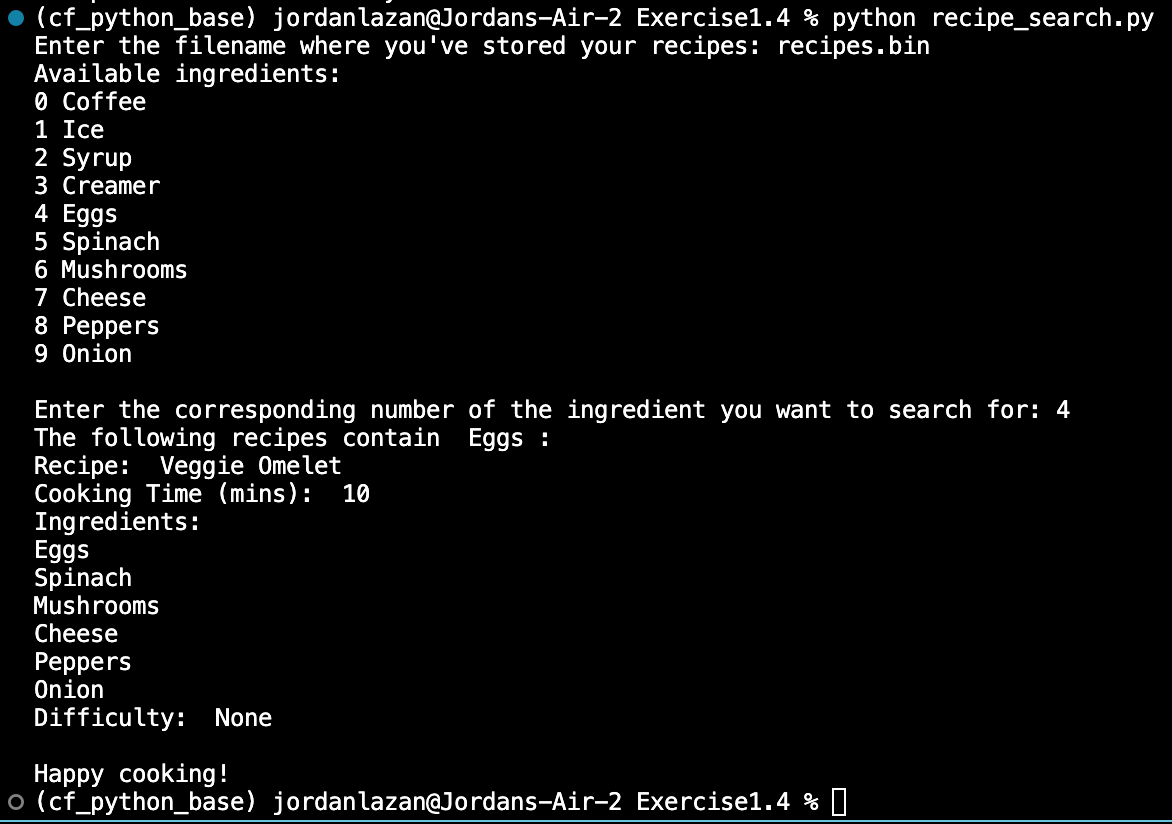 (cf_python_base) jordanlazan@Jordans-Air-2 Exercise1.4 % python recipe_search.py
Enter the filename where you've stored your recipes: recipes.bin
Available ingredients:
0 Coffee
1 Ice
2 Syrup
3 Creamer
4 Eggs
5 Spinach
6 Mushrooms
7 Cheese
8 Peppers
9 Onion

Enter the corresponding number of the ingredient you want to search for: 4
The following recipes contain  Eggs :
Recipe:  Veggie Omelet
Cooking Time (mins):  10
Ingredients:
Eggs
Spinach
Mushrooms
Cheese
Peppers
Onion
Difficulty:  None

Happy cooking!
(cf_python_base) jordanlazan@Jordans-Air-2 Exercise1.4 %